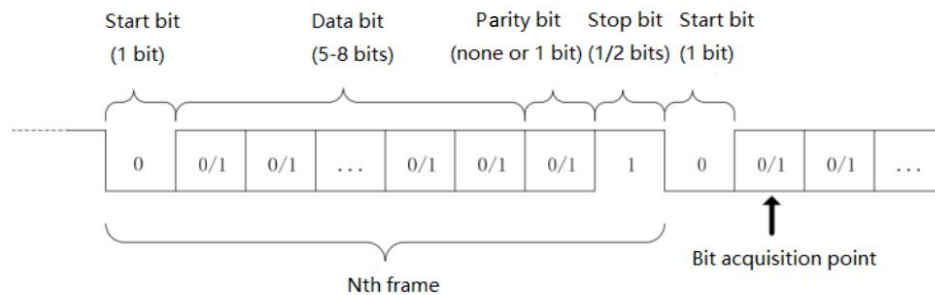 Start bit Data bit Parity bit Stop bit Start bit
(1 bit) (5-8 bits) (none or 1 bit) (1/2 bits) (1 bit)
0 0/1 0/1 ... 0/1 0/1 0/1 1 0 0/1 0/1 ...
Bit acquisition point
Nth frame